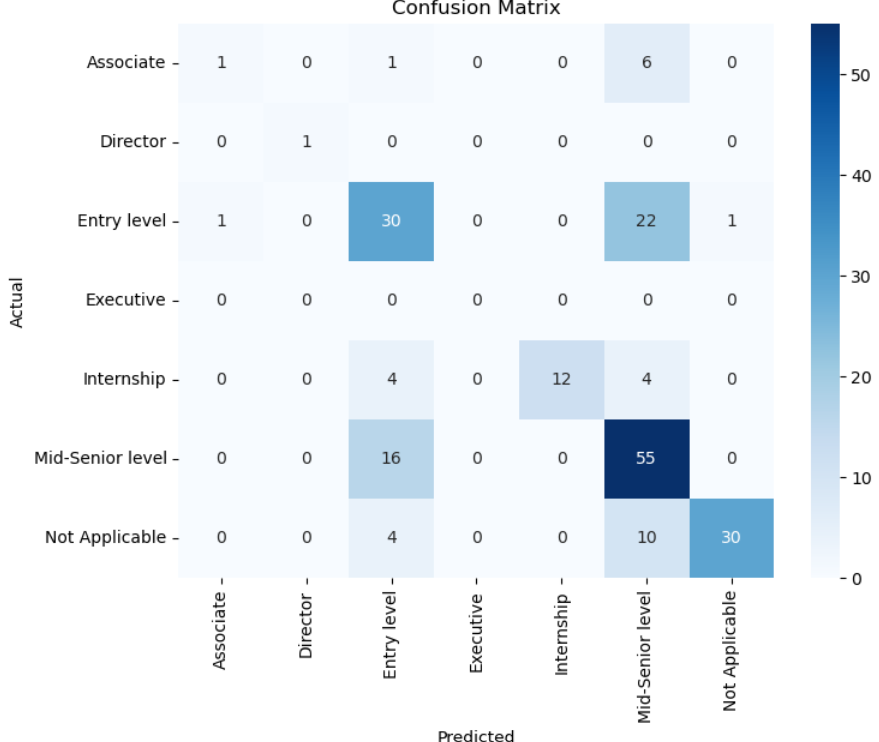 Confusion Matrix
Associate 1 0 1 0 0 6 0
Director 0 1 0 0 0 0 0
Entry level 1 0 30 0 0 22 1
Executive 0 0 0 0 0 0 0
Internship 0 0 4 0 12 4 0
Mid-Senior level 0 0 16 0 0 55 0
Not Applicable 0 0 4 0 0 10 30
Actual
Associate
Director
Entry level
Executive
Internship
Mid-Senior level
Not Applicable
Predicted
50
40
30
20
10
0